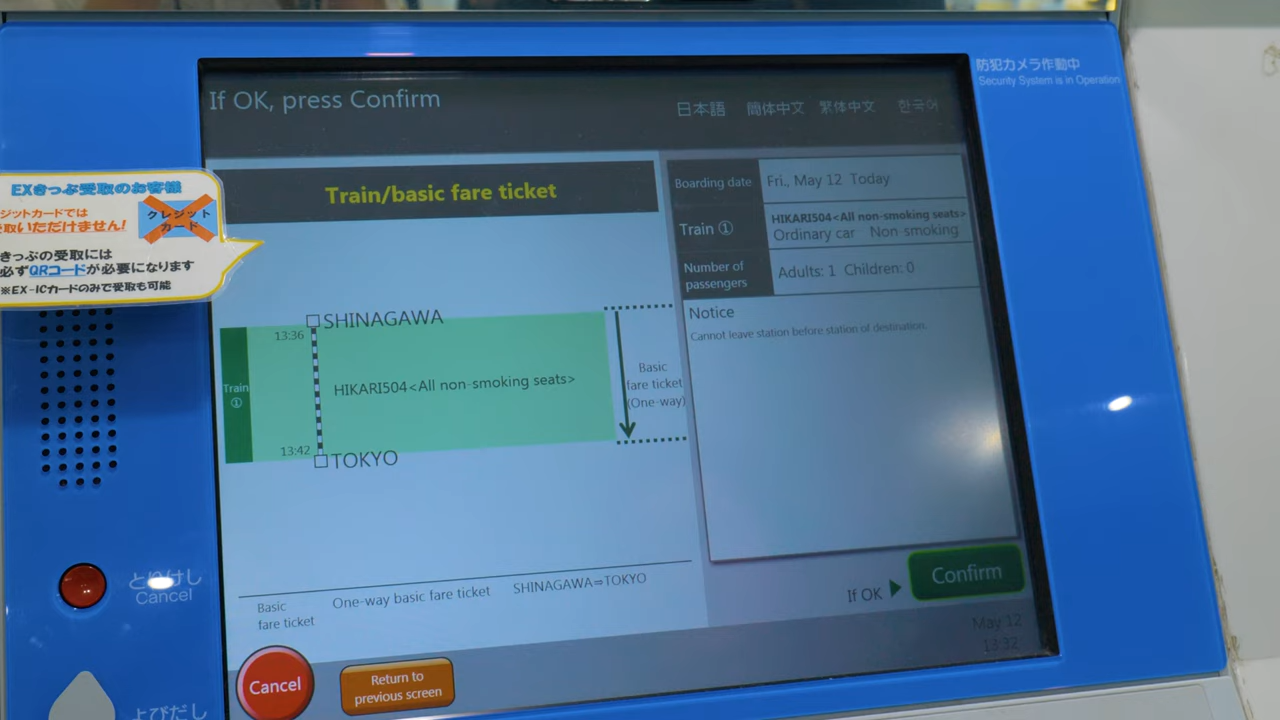 If OK, press Confirm
日本語 簡体中文 繁体中文 한국어
防犯カメラ作動中
Security System is in Operation
EXきっぷ受取のお客様
ジットカードでは
受取いただけません!
クレジット
カード
きっぷの受取には
必ずQRコードが必要になります
※EX-ICカードのみで受取も可能
Train/basic fare ticket
Boarding date Fri., May 12 Today
Train ① HIKARI504<All non-smoking seats>
Ordinary car Non-smoking
Number of
passengers
Adults: 1 Children: 0
Notice
Cannot leave station before station of destination.
SHINAGAWA
13:36
Train
①
HIKARI504<All non-smoking seats>
13:42
TOKYO
Basic
fare ticket
(One-way)
Basic
fare ticket
One-way basic fare ticket SHINAGAWA⇒TOKYO
If OK
Confirm
May 12
13:32
とりけし
Cancel
Cancel
Return to
previous screen
よびだし